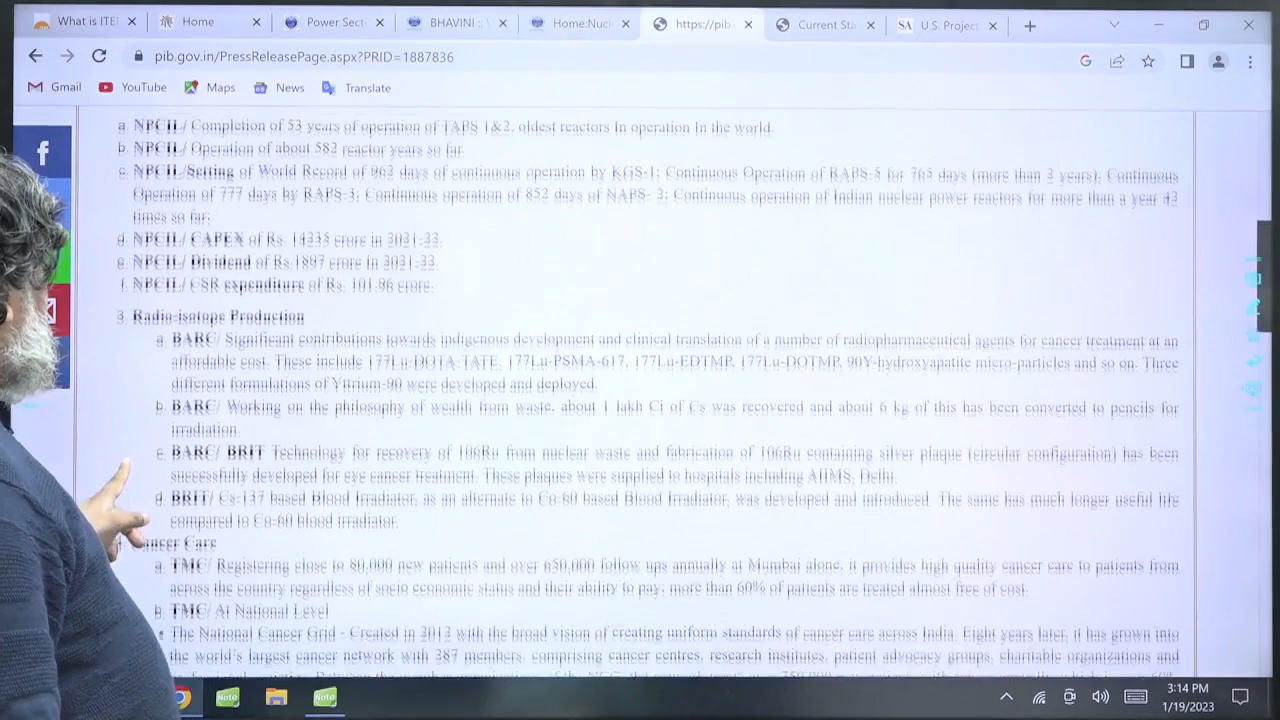 What is ITE
Home
Power Sect
BHAVINI ::
Home:Nucl
https://pib.
Current Sta
SA U.S. Project
pib.gov.in/PressReleasePage.aspx?PRID=1887836
Gmail YouTube Maps News Translate
a. NPCIL/ Completion of 53 years of operation of TAPS 1&2, oldest reactors In operation In the world.
b. NPCIL/ Operation of about 582 reactor years so far.
c. NPCIL/Setting of World Record of 962 days of continuous operation by KGS-1; Continuous Operation of RAPS-5 for 765 days (more than 2 years); Continuous
Operation of 777 days by RAPS-3; Continuous operation of 852 days of NAPS- 2; Continuous operation of Indian nuclear power reactors for more than a year 43
times so far;
d. NPCIL/ CAPEX of Rs. 14235 crore in
e. NPCIL/ Dividend of Rs.1897 crore in
f. NPCIL/ CSR expenditure of Rs. 101.96 crore.
3. Radio-isotope Production
a. BARC/ Significant contributions towards indigenous development and clinical translation of a number of radiopharmaceutical agents for cancer treatment at an
affordable cost. These include 177Lu-DOTA-TATE, 177Lu-PSMA-617, 177Lu-EDTMP, 177Lu-DOTMP, 90Y-hydroxyapatite micro-particles and so on. Three
different formulations of Yttrium-90 were developed and deployed.
b. BARC/ Working on the philosophy of wealth from waste, about 1 lakh Ci of Cs was recovered and about 6 kg of this has been converted to pencils for
irradiation.
c. BARC/ BRIT Technology for recovery of 106Ru from nuclear waste and fabrication of 106Ru containing silver plaque (circular configuration) has been
successfully developed for eye cancer treatment. These plaques were supplied to hospitals including AIIMS, Delhi.
d. BRIT/ Cs-137 based Blood Irradiator, as an alternate to Co-60 based Blood Irradiator, was developed and introduced. The same has much longer useful life
compared to Co-60 blood irradiator.
Cancer Care
a. TMC/ Registering close to 80,000 new patients and over 650,000 follow ups annually at Mumbai alone, it provides high quality cancer care to patients from
across the country regardless of socio economic status and their ability to pay; more than 60% of patients are treated almost free of cost.
b. TMC/ At National Level
• The National Cancer Grid - Created in 2012 with the broad vision of creating uniform standards of cancer care across India. Eight years later, it has grown into
the world's largest cancer network with 287 members, comprising cancer centres, research institutes, patient advocacy groups, charitable organizations and
Note
Note
3:14 PM
1/19/2023